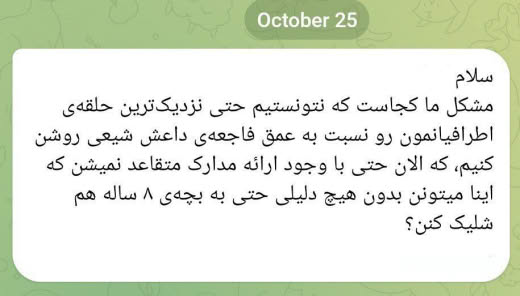 October 25
سلام
مشکل ما کجاست که نتونستیم حتی نزدیک‌ترین حلقه‌ی
اطرافیانمون رو نسبت به عمق فاجعه‌ی داعش شیعی روشن
کنیم، که الان حتی با وجود ارائه مدارک متقاعد نمیشن که
اینا میتونن بدون هیچ دلیلی حتی به بچه‌ی ۸ ساله هم
شلیک کنن؟